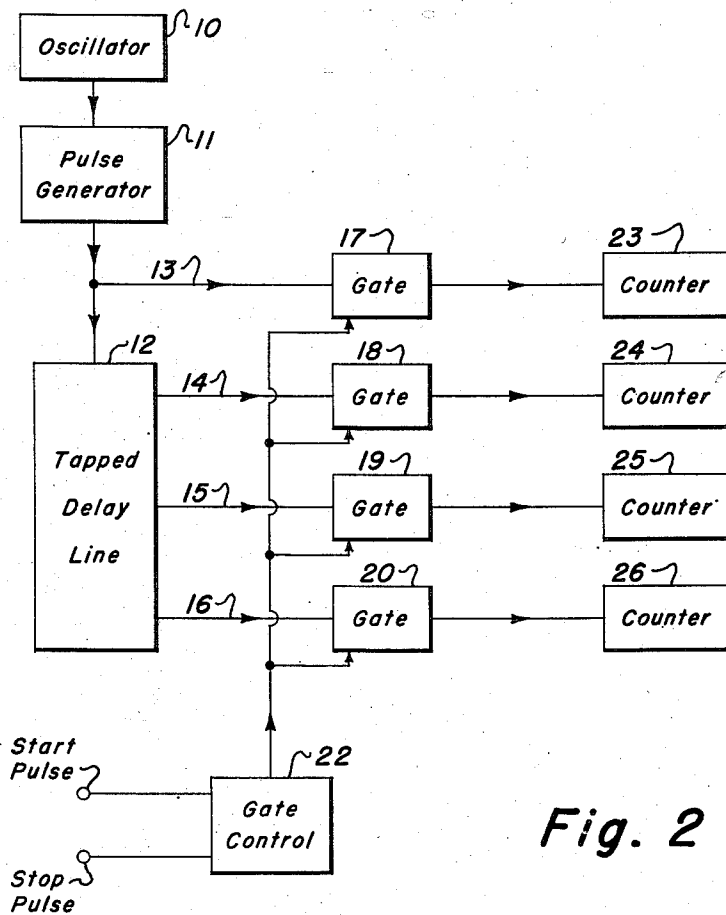 10
Oscillator
11
Pulse
Generator
13
17
Gate
23
Counter
12
Tapped
Delay
Line
14
18
Gate
24
Counter
15
19
Gate
25
Counter
16
20
Gate
26
Counter
Start
Pulse
22
Gate
Control
Stop
Pulse
Fig. 2